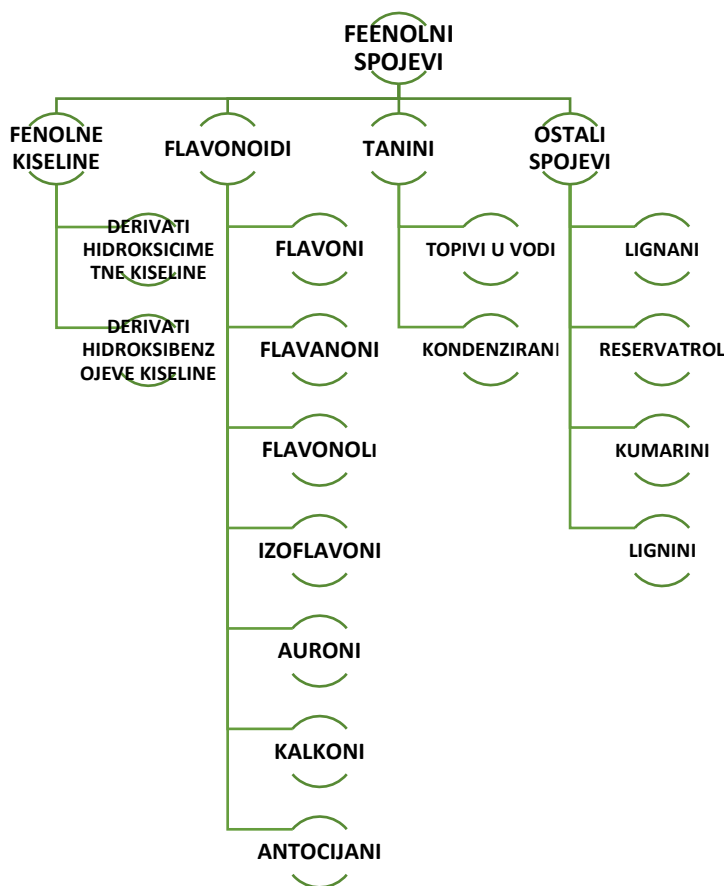 FEENOLNI
SPOJEVI
FENOLNE
KISELINE
DERIVATI
HIDROKSICIME
TNE KISELINE
DERIVATI
HIDROKSIBENZ
OJEVE KISELINE
FLAVONOIDI
FLAVONI
FLAVANONI
FLAVONOLI
IZOFLAVONI
AURONI
KALKONI
ANTOCIJANI
TANINI
TOPIVI U VODI
KONDENZIRANI
OSTALI
SPOJEVI
LIGNANI
RESERVATROL
KUMARINI
LIGNINI